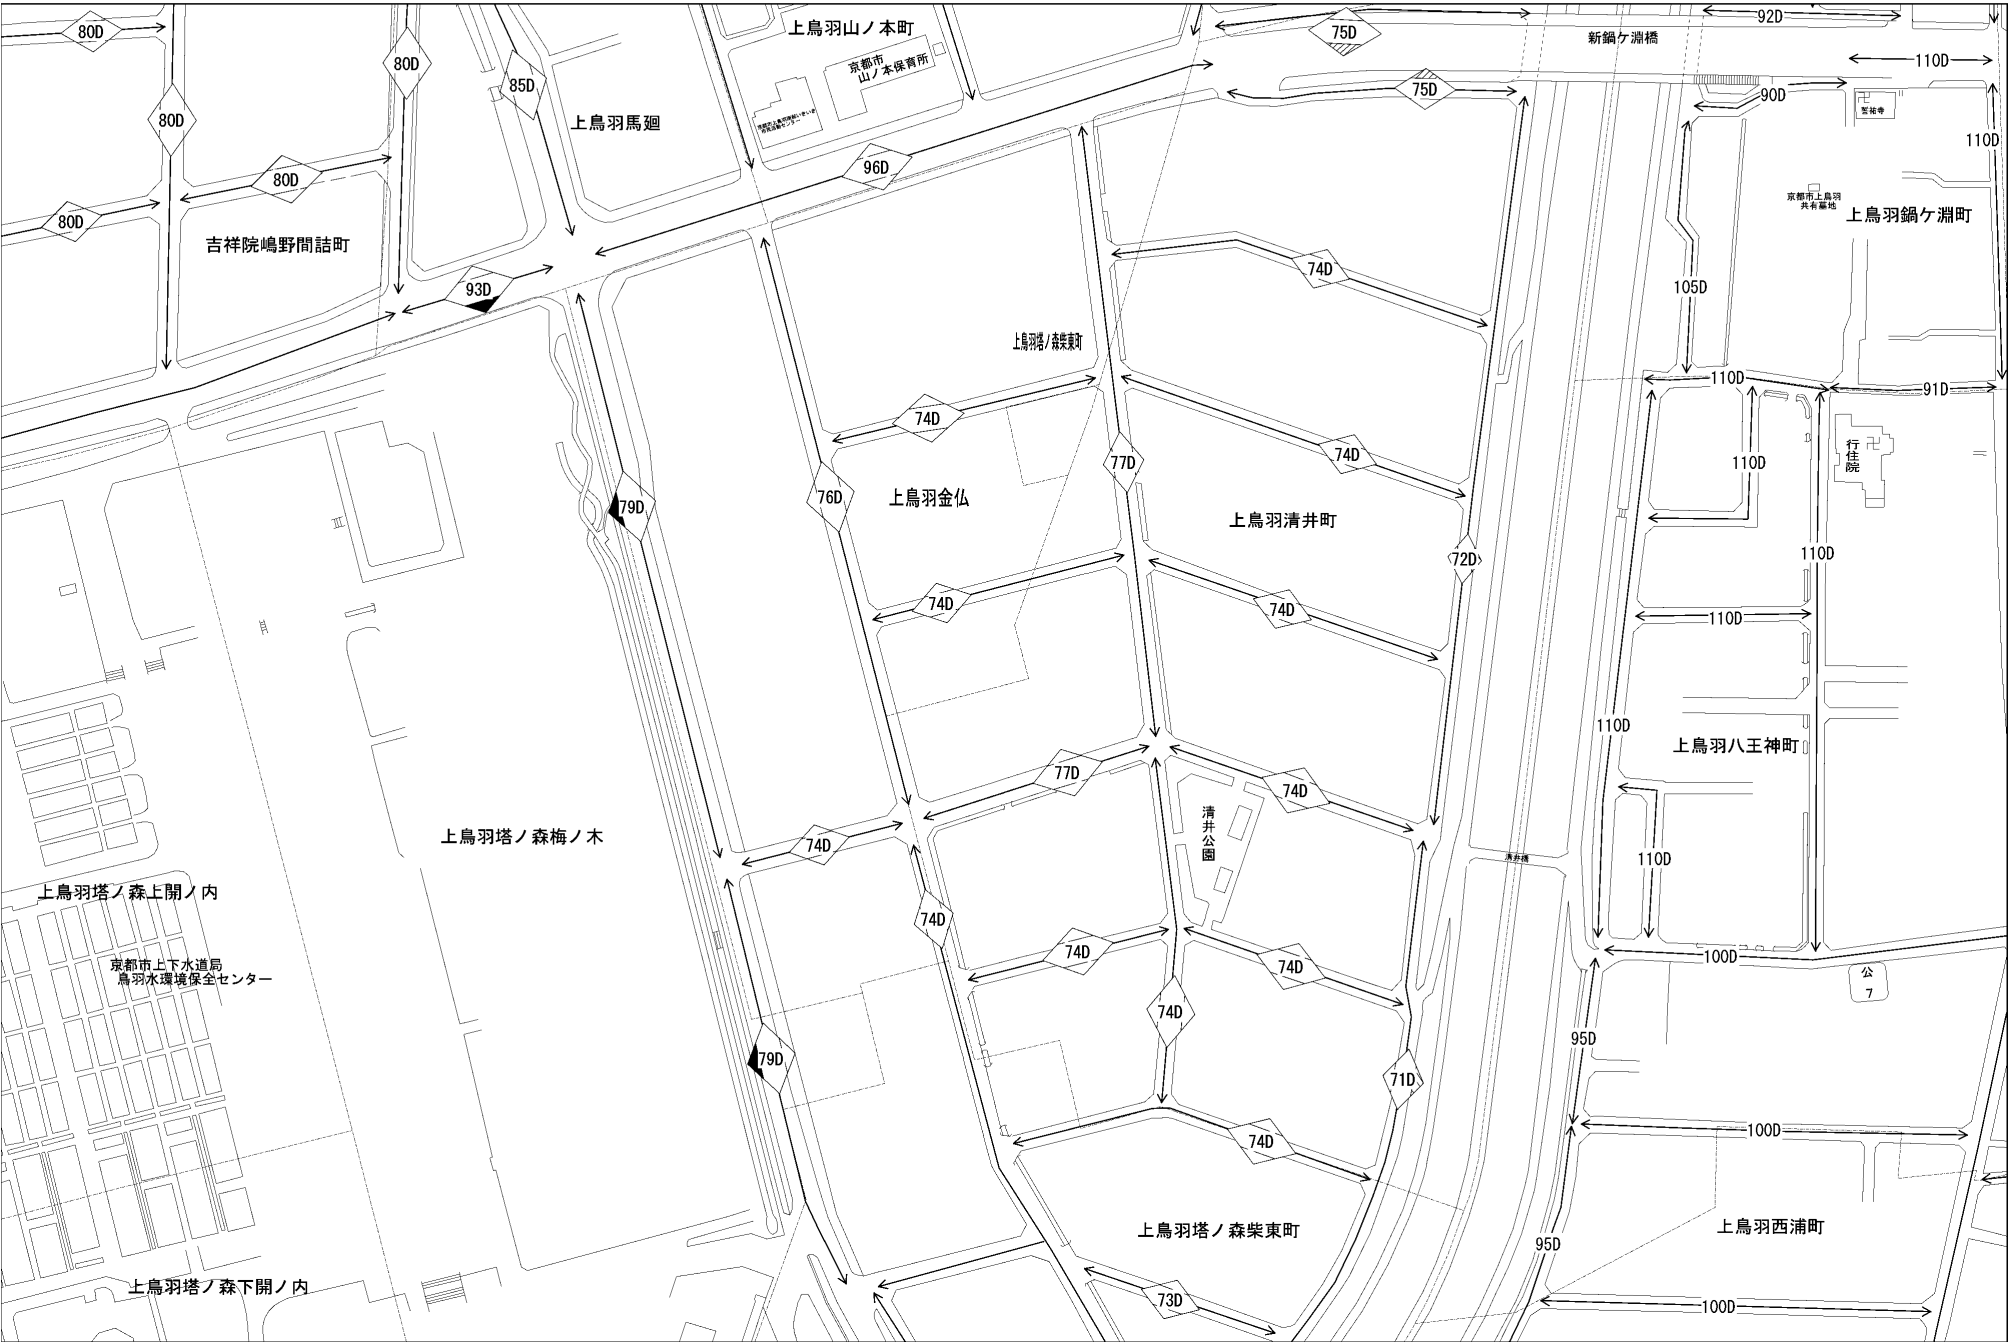 80D
80D
85D
上鳥羽山ノ本町
75D
92D
新鍋ケ淵橋
110D
京都市
山ノ本保育所
75D
90D
誓祐寺
80D
上鳥羽馬廻
110D
96D
80D
京都市上鳥羽
共有墓地
上鳥羽鍋ケ淵町
80D
吉祥院嶋野間詰町
93D
74D
105D
上鳥羽塔ノ森柴東町
110D
91D
74D
74D
行住院
77D
110D
79D
76D
上鳥羽金仏
上鳥羽清井町
72D
110D
74D
74D
110D
110D
上鳥羽八王神町
77D
74D
清井公園
上鳥羽塔ノ森梅ノ木
74D
清井橋
110D
上鳥羽塔ノ森上開ノ内
74D
74D
74D
100D
京都市上下水道局
鳥羽水環境保全センター
公
7
74D
95D
79D
71D
74D
100D
上鳥羽塔ノ森柴東町
上鳥羽西浦町
95D
上鳥羽塔ノ森下開ノ内
73D
100D